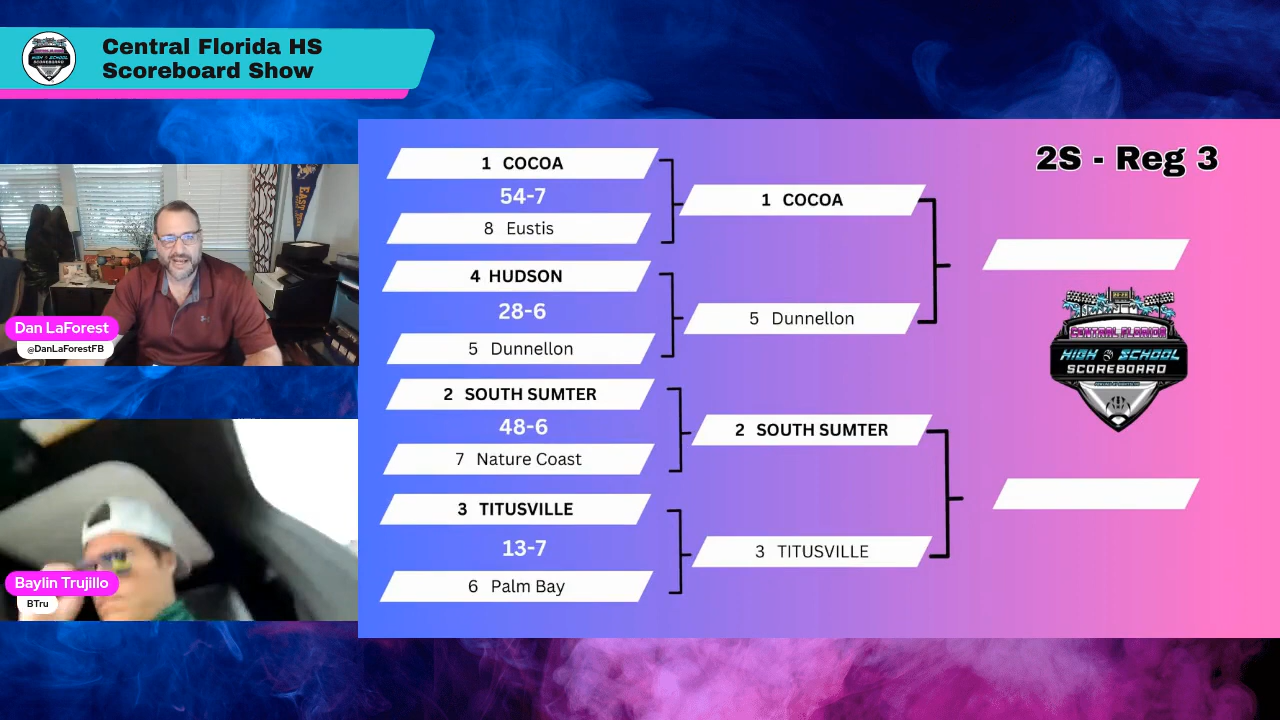 Central Florida HS
Scoreboard Show
Dan LaForest
@DanLaForestFB
Baylin Trujillo
BTru
EAST
2S - Reg 3
1 COCOA
54-7
8 Eustis
4 HUDSON
28-6
5 Dunnellon
2 SOUTH SUMTER
48-6
7 Nature Coast
3 TITUSVILLE
13-7
6 Palm Bay
1 COCOA
5 Dunnellon
2 SOUTH SUMTER
3 TITUSVILLE
CENTRAL FLORIDA
HIGH SCHOOL
SCOREBOARD